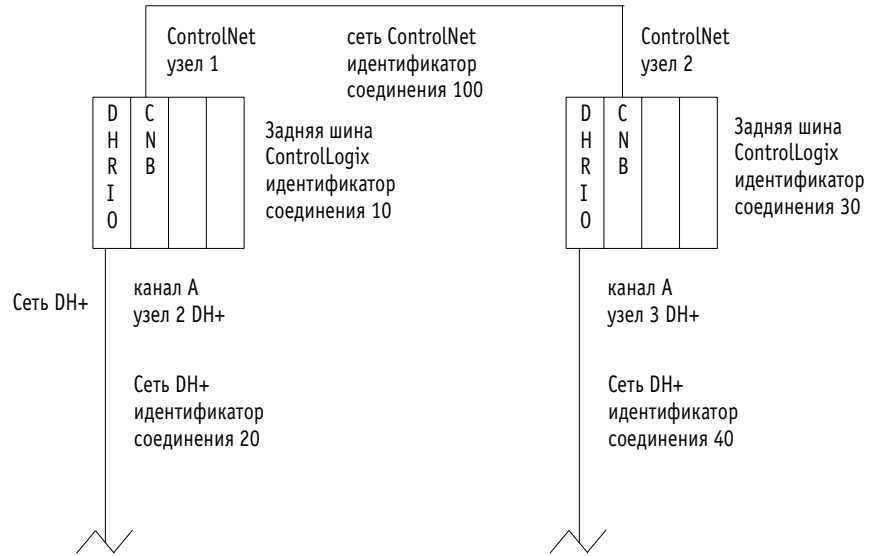 ControlNet
узел 1
сеть ControlNet
идентификатор
соединения 100
ControlNet
узел 2
D
H
R
I
O
C
N
B
Задняя шина
ControlLogix
идентификатор
соединения 10
D
H
R
I
O
C
N
B
Задняя шина
ControlLogix
идентификатор
соединения 30
Сеть DH+
канал A
узел 2 DH+
канал A
узел 3 DH+
Сеть DH+
идентификатор
соединения 20
Сеть DH+
идентификатор
соединения 40